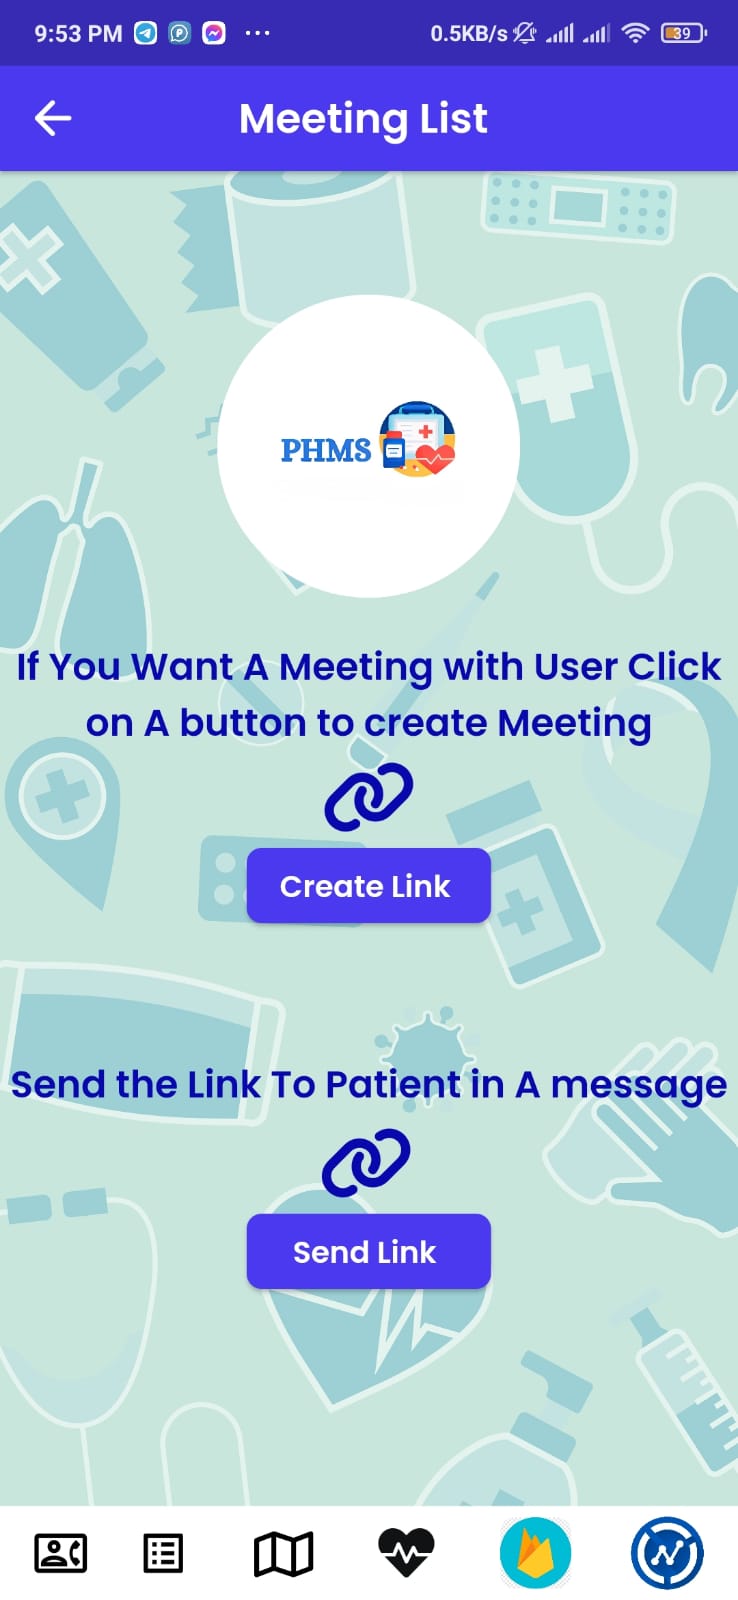 9:53 PM 0.5KB/s 39
Meeting List
PHMS
If You Want A Meeting with User Click
on A button to create Meeting
Create Link
Send the Link To Patient in A message
Send Link